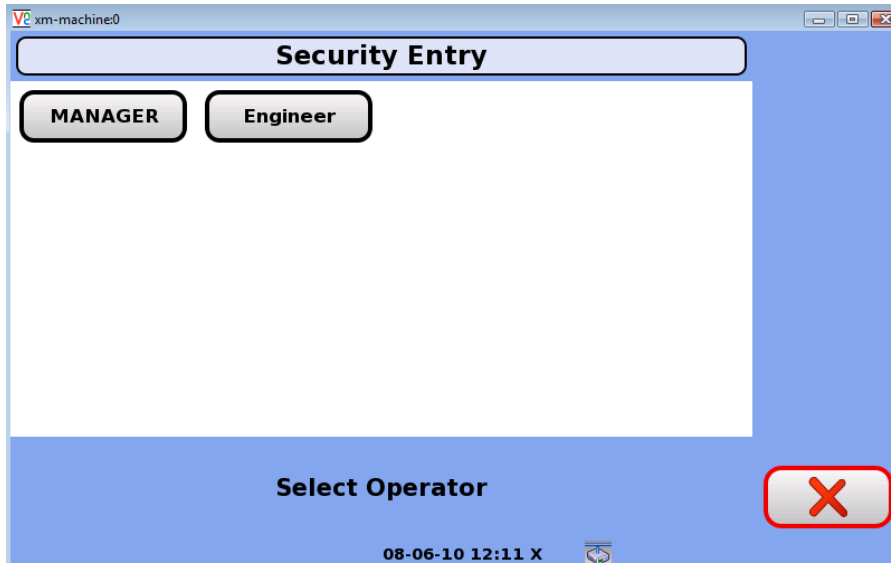 xm-machine:0
Security Entry
MANAGER Engineer
Select Operator
08-06-10 12:11 X